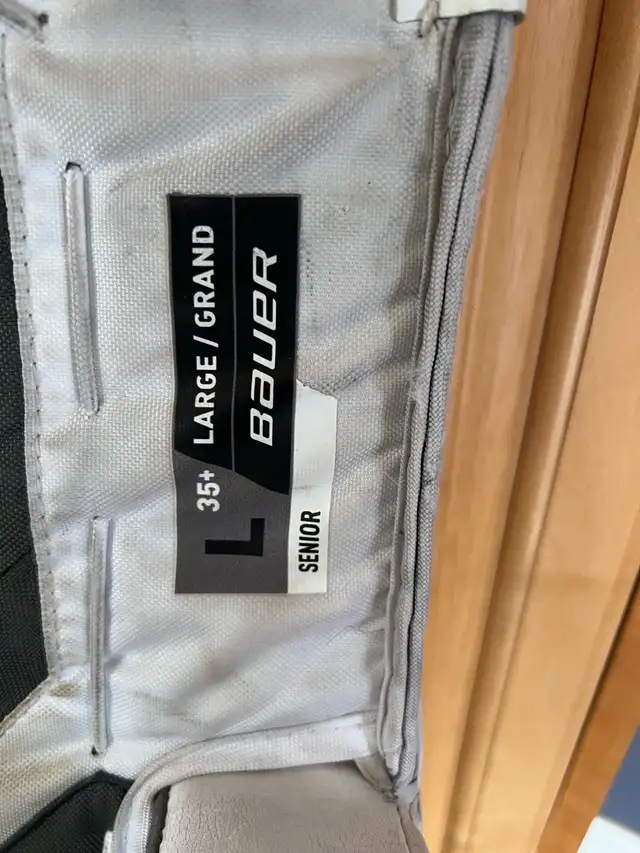 35+ LARGE / GRAND
L
BAUER
SENIOR